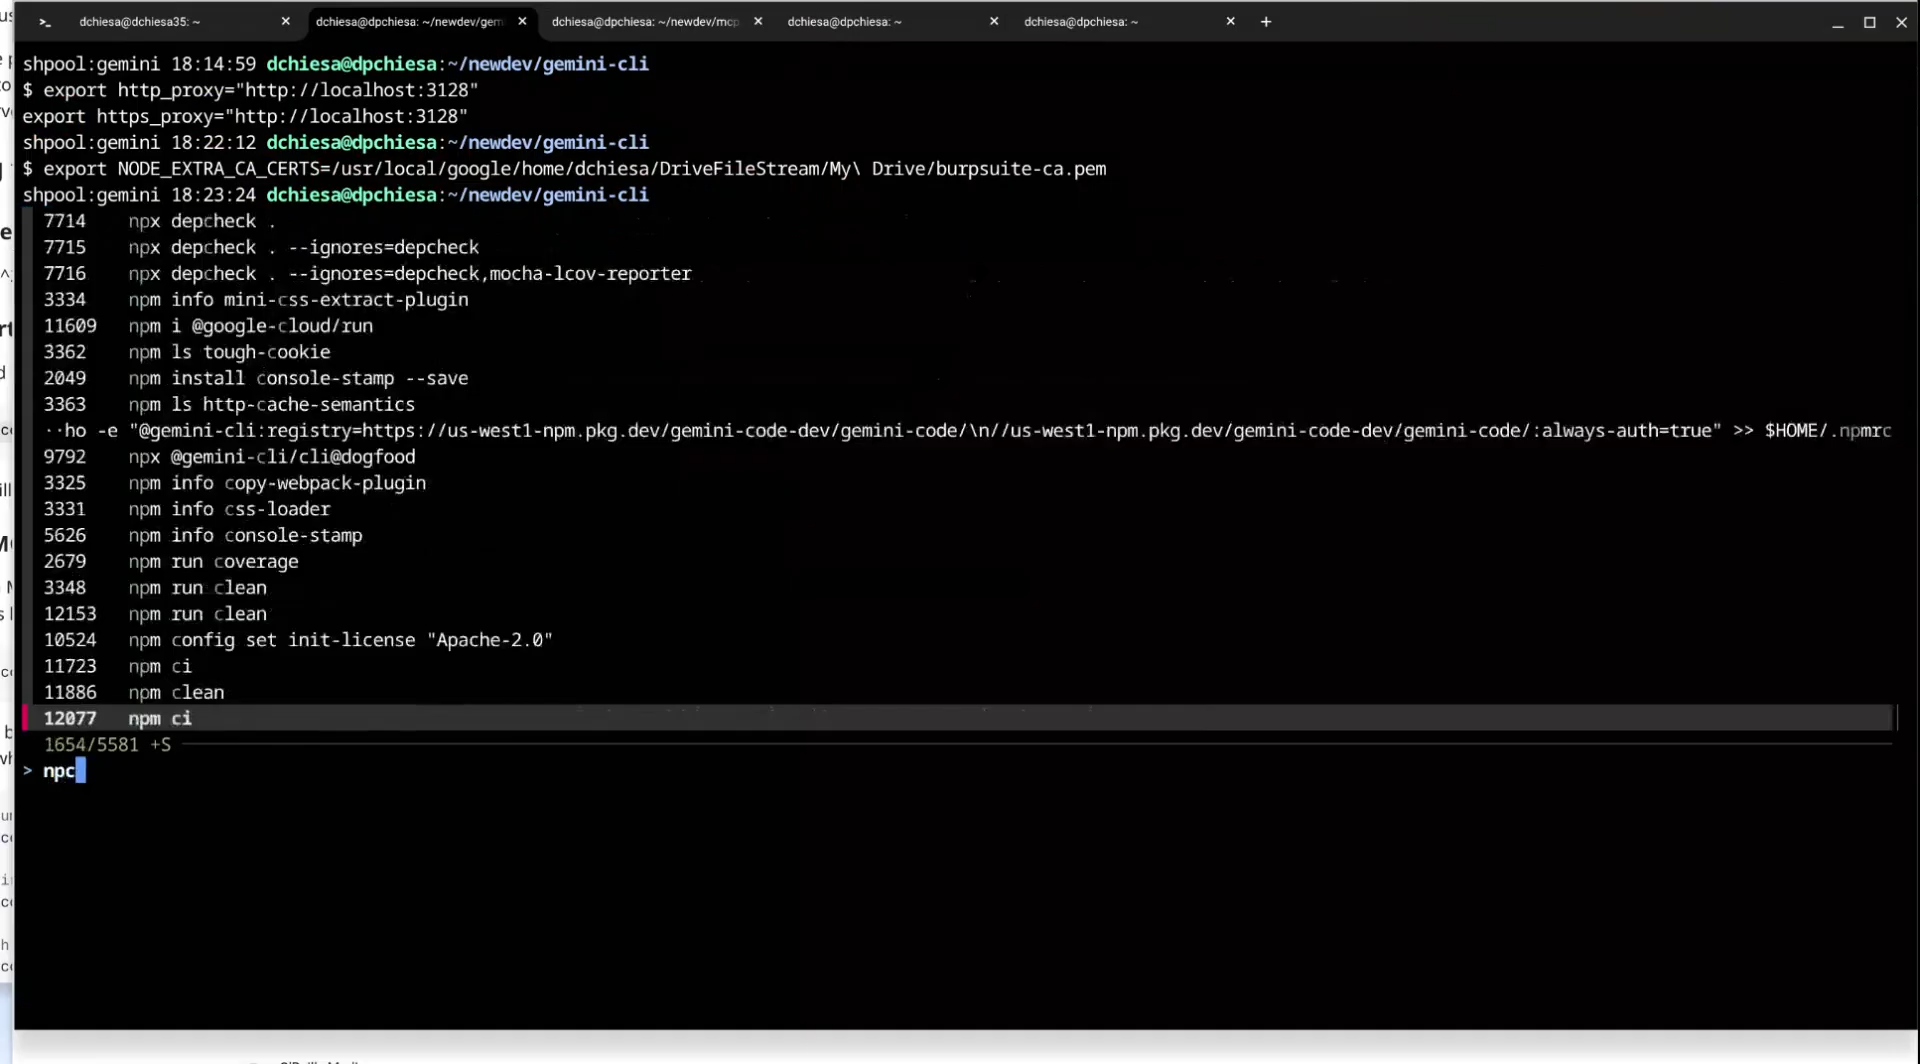 >_ dchiesa@dchiesa35: ~ × dchiesa@dpchiesa: ~/newdev/gem × dchiesa@dpchiesa: ~/newdev/mcp × dchiesa@dpchiesa: ~ × dchiesa@dpchiesa: ~ × +
shpool:gemini 18:14:59 dchiesa@dpchiesa:~/newdev/gemini-cli
$ export http_proxy="http://localhost:3128"
export https_proxy="http://localhost:3128"
shpool:gemini 18:22:12 dchiesa@dpchiesa:~/newdev/gemini-cli
$ export NODE_EXTRA_CA_CERTS=/usr/local/google/home/dchiesa/DriveFileStream/My\ Drive/burpsuite-ca.pem
shpool:gemini 18:23:24 dchiesa@dpchiesa:~/newdev/gemini-cli
7714 npx depcheck .
7715 npx depcheck . --ignores=depcheck
7716 npx depcheck . --ignores=depcheck,mocha-lcov-reporter
3334 npm info mini-css-extract-plugin
11609 npm i @google-cloud/run
3362 npm ls tough-cookie
2049 npm install console-stamp --save
3363 npm ls http-cache-semantics
··ho -e "@gemini-cli:registry=https://us-west1-npm.pkg.dev/gemini-code-dev/gemini-code/\n//us-west1-npm.pkg.dev/gemini-code-dev/gemini-code/:always-auth=true" >> $HOME/.npmrc
9792 npx @gemini-cli/cli@dogfood
3325 npm info copy-webpack-plugin
3331 npm info css-loader
5626 npm info console-stamp
2679 npm run coverage
3348 npm run clean
12153 npm run clean
10524 npm config set init-license "Apache-2.0"
11723 npm ci
11886 npm clean
12077 npm ci
1654/5581 +S
> npc